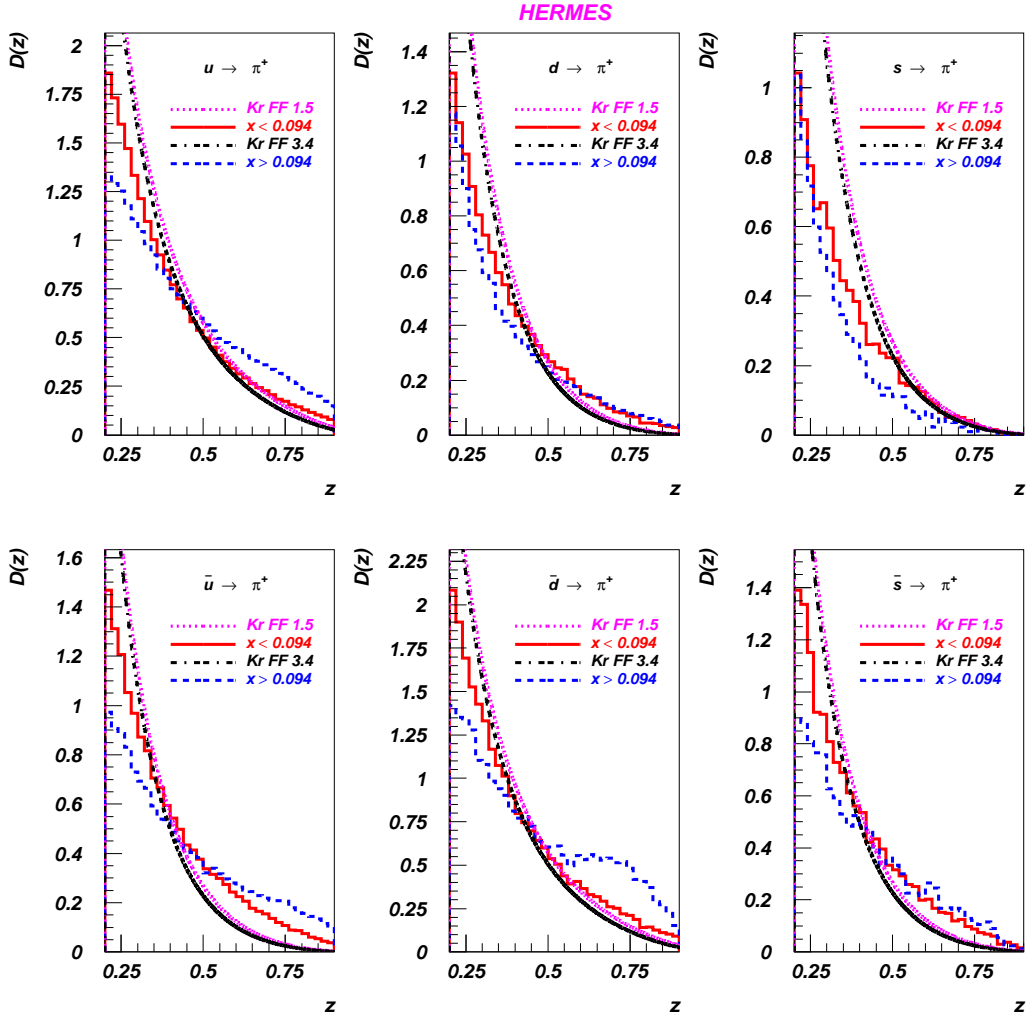 HERMES
D(z)
u → π+
Kr FF 1.5
x < 0.094
Kr FF 3.4
x > 0.094
2
1.75
1.5
1.25
1
0.75
0.5
0.25
0
0.25 0.5 0.75
z
D(z)
d → π+
Kr FF 1.5
x < 0.094
Kr FF 3.4
x > 0.094
1.4
1.2
1
0.8
0.6
0.4
0.2
0
0.25 0.5 0.75
z
D(z)
s → π+
Kr FF 1.5
x < 0.094
Kr FF 3.4
x > 0.094
1
0.8
0.6
0.4
0.2
0
0.25 0.5 0.75
z
D(z)
ū → π+
Kr FF 1.5
x < 0.094
Kr FF 3.4
x > 0.094
1.6
1.4
1.2
1
0.8
0.6
0.4
0.2
0
0.25 0.5 0.75
z
D(z)
d̄ → π+
Kr FF 1.5
x < 0.094
Kr FF 3.4
x > 0.094
2.25
2
1.75
1.5
1.25
1
0.75
0.5
0.25
0
0.25 0.5 0.75
z
D(z)
s̄ → π+
Kr FF 1.5
x < 0.094
Kr FF 3.4
x > 0.094
1.4
1.2
1
0.8
0.6
0.4
0.2
0
0.25 0.5 0.75
z